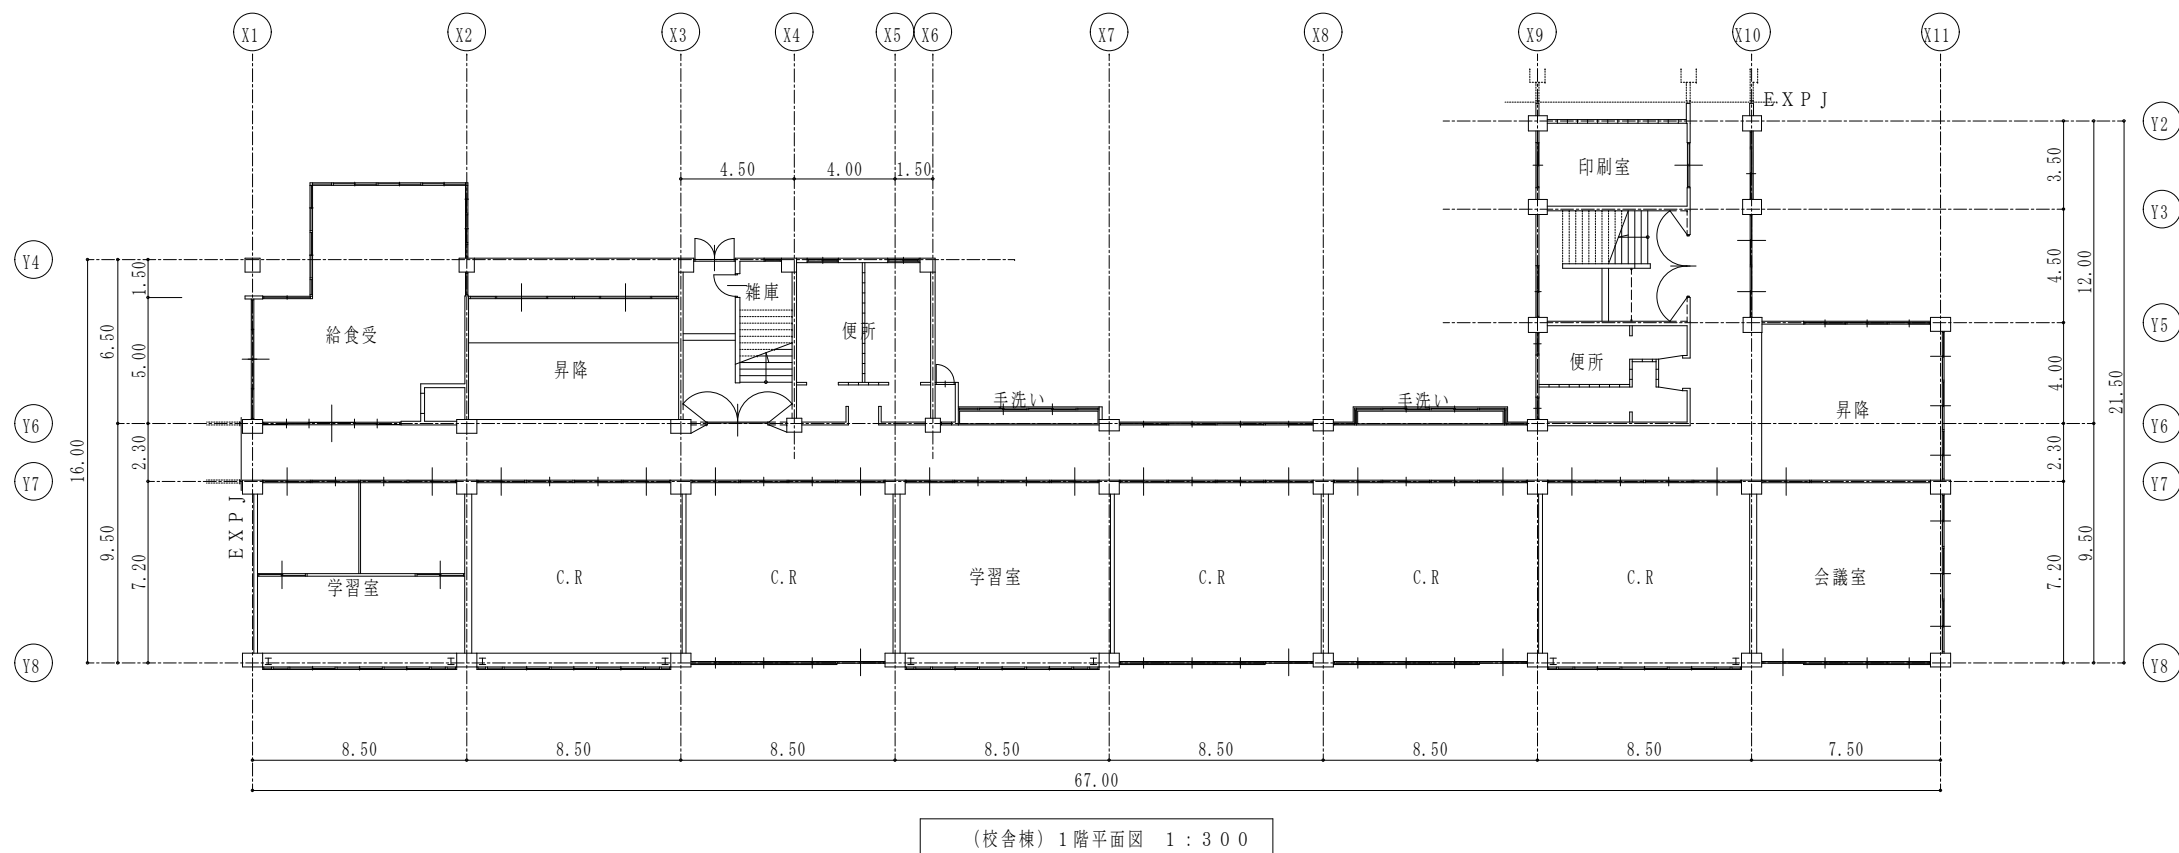 X1 X2 X3 X4 X5 X6 X7 X8 X9 X10 X11
EXPJ
Y2
印刷室
3.50
4.50 4.00 1.50
Y3
Y4
1.50
雑庫
4.50
12.00
給食受
便所
6.50
5.00
昇降
Y5
便所
4.00
21.50
手洗い
手洗い
昇降
Y6
Y6
16.00
2.30
2.30
Y7
Y7
EXPJ
9.50
7.20
学習室
C.R
C.R
学習室
C.R
C.R
C.R
会議室
7.20
9.50
Y8
Y8
8.50 8.50 8.50 8.50 8.50 8.50 8.50 7.50
67.00
(校舎棟) 1階平面図 1:300